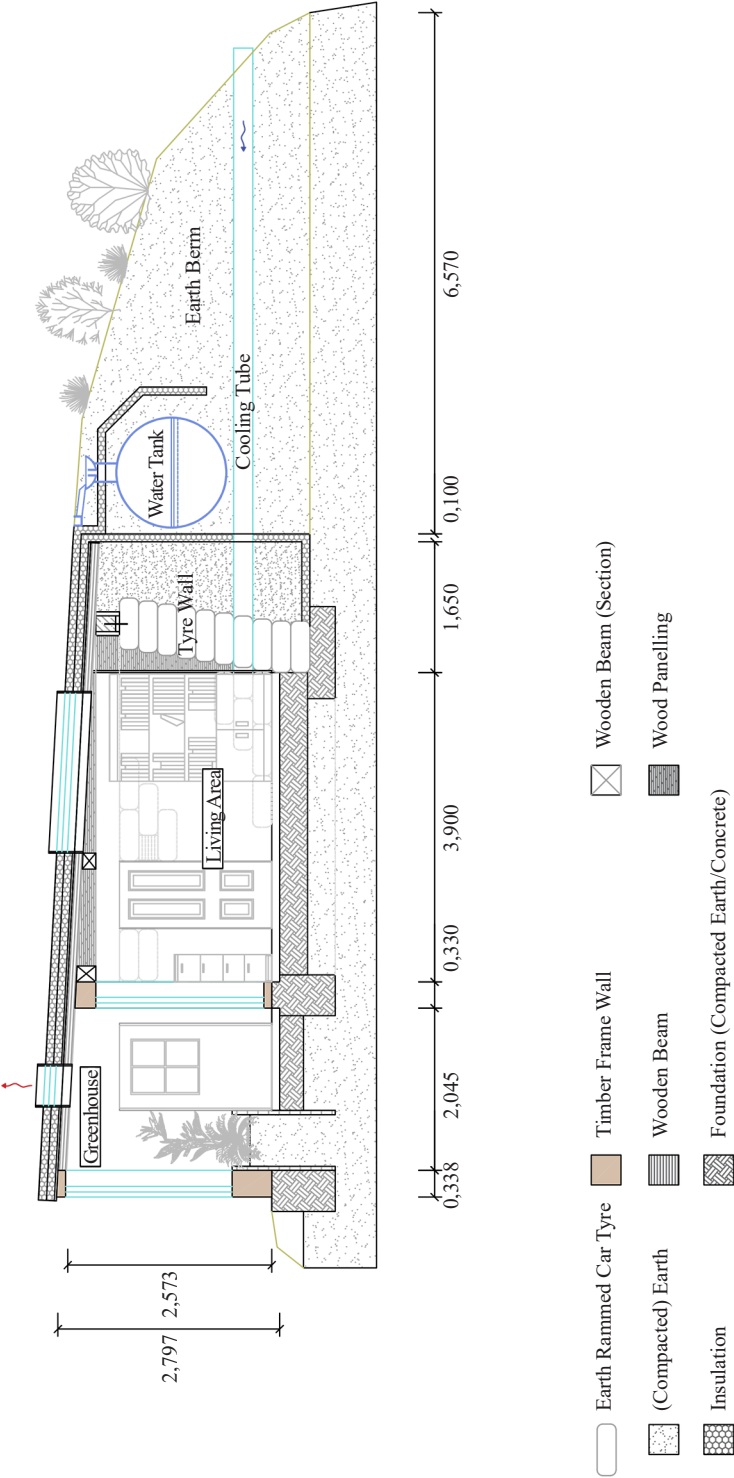 Greenhouse
Living Area
Tyre Wall
Water Tank
Cooling Tube
Earth Berm
2,797
2,573
0,338
2,045
0,330
3,900
1,650
0,100
6,570
Earth Rammed Car Tyre
Timber Frame Wall
Wooden Beam (Section)
(Compacted) Earth
Wooden Beam
Wood Panelling
Insulation
Foundation (Compacted Earth/Concrete)